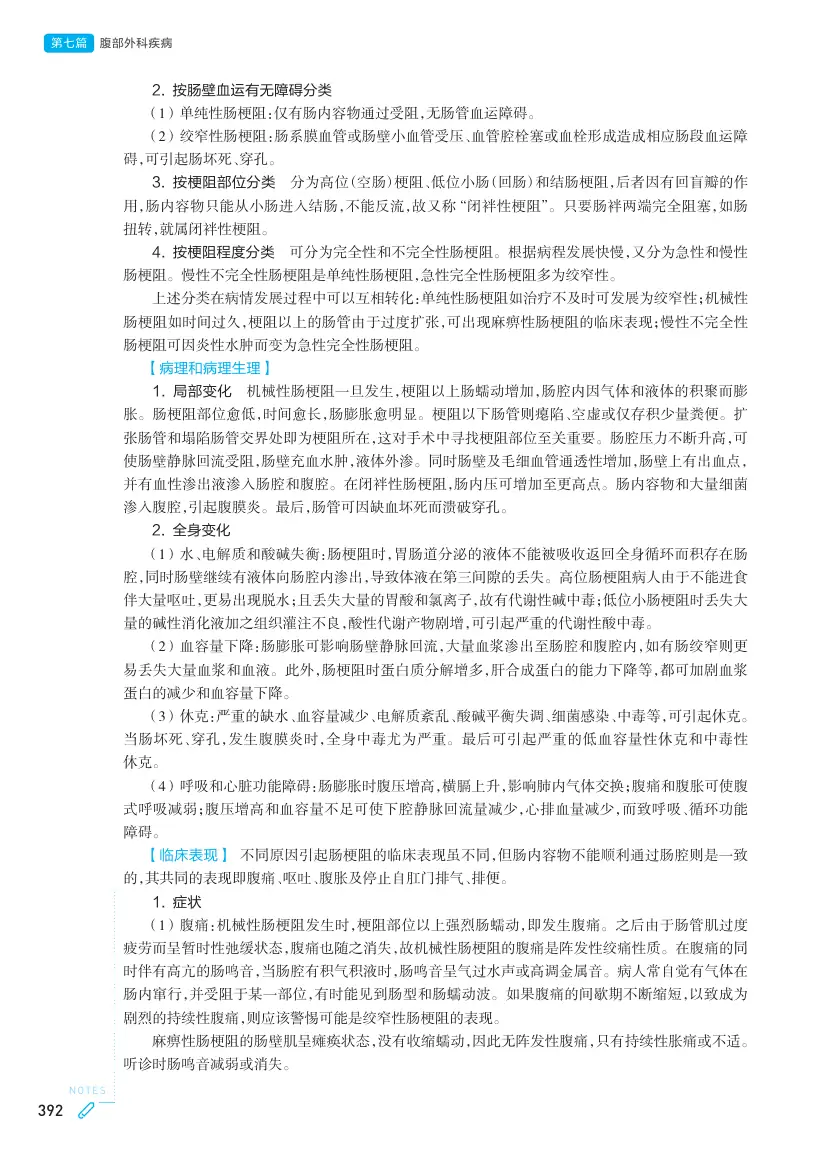 第七篇 腹部外科疾病
2. 按肠壁血运有无障碍分类
（1）单纯性肠梗阻:仅有肠内容物通过受阻,无肠管血运障碍。
（2）绞窄性肠梗阻:肠系膜血管或肠壁小血管受压、血管腔栓塞或血栓形成造成相应肠段血运障
碍,可引起肠坏死、穿孔。
3. 按梗阻部位分类 分为高位（空肠）梗阻、低位小肠（回肠）和结肠梗阻,后者因有回盲瓣的作
用,肠内容物只能从小肠进入结肠,不能反流,故又称“闭袢性梗阻”。只要肠袢两端完全阻塞,如肠
扭转,就属闭袢性梗阻。
4. 按梗阻程度分类 可分为完全性和不完全性肠梗阻。根据病程发展快慢,又分为急性和慢性
肠梗阻。慢性不完全性肠梗阻是单纯性肠梗阻,急性完全性肠梗阻多为绞窄性。
上述分类在病情发展过程中可以互相转化:单纯性肠梗阻如治疗不及时可发展为绞窄性;机械性
肠梗阻如时间过久,梗阻以上的肠管由于过度扩张,可出现麻痹性肠梗阻的临床表现;慢性不完全性
肠梗阻可因炎性水肿而变为急性完全性肠梗阻。
【病理和病理生理】
1. 局部变化 机械性肠梗阻一旦发生,梗阻以上肠蠕动增加,肠腔内因气体和液体的积聚而膨
胀。肠梗阻部位愈低,时间愈长,肠膨胀愈明显。梗阻以下肠管则瘪陷、空虚或仅存积少量粪便。扩
张肠管和塌陷肠管交界处即为梗阻所在,这对手术中寻找梗阻部位至关重要。肠腔压力不断升高,可
使肠壁静脉回流受阻,肠壁充血水肿,液体外渗。同时肠壁及毛细血管通透性增加,肠壁上有出血点,
并有血性渗出液渗入肠腔和腹腔。在闭袢性肠梗阻,肠内压可增加至更高点。肠内容物和大量细菌
渗入腹腔,引起腹膜炎。最后,肠管可因缺血坏死而溃破穿孔。
2. 全身变化
（1）水、电解质和酸碱失衡:肠梗阻时,胃肠道分泌的液体不能被吸收返回全身循环而积存在肠
腔,同时肠壁继续有液体向肠腔内渗出,导致体液在第三间隙的丢失。高位肠梗阻病人由于不能进食
伴大量呕吐,更易出现脱水;且丢失大量的胃酸和氯离子,故有代谢性碱中毒;低位小肠梗阻时丢失大
量的碱性消化液加之组织灌注不良,酸性代谢产物剧增,可引起严重的代谢性酸中毒。
（2）血容量下降:肠膨胀可影响肠壁静脉回流,大量血浆渗出至肠腔和腹腔内,如有肠绞窄则更
易丢失大量血浆和血液。此外,肠梗阻时蛋白质分解增多,肝合成蛋白的能力下降等,都可加剧血浆
蛋白的减少和血容量下降。
（3）休克:严重的缺水、血容量减少、电解质紊乱、酸碱平衡失调、细菌感染、中毒等,可引起休克。
当肠坏死、穿孔,发生腹膜炎时,全身中毒尤为严重。最后可引起严重的低血容量性休克和中毒性
休克。
（4）呼吸和心脏功能障碍:肠膨胀时腹压增高,横膈上升,影响肺内气体交换;腹痛和腹胀可使腹
式呼吸减弱;腹压增高和血容量不足可使下腔静脉回流量减少,心排血量减少,而致呼吸、循环功能
障碍。
【临床表现】 不同原因引起肠梗阻的临床表现虽不同,但肠内容物不能顺利通过肠腔则是一致
的,其共同的表现即腹痛、呕吐、腹胀及停止自肛门排气、排便。
1. 症状
（1）腹痛:机械性肠梗阻发生时,梗阻部位以上强烈肠蠕动,即发生腹痛。之后由于肠管肌过度
疲劳而呈暂时性弛缓状态,腹痛也随之消失,故机械性肠梗阻的腹痛是阵发性绞痛性质。在腹痛的同
时伴有高亢的肠鸣音,当肠腔有积气积液时,肠鸣音呈气过水声或高调金属音。病人常自觉有气体在
肠内窜行,并受阻于某一部位,有时能见到肠型和肠蠕动波。如果腹痛的间歇期不断缩短,以致成为
剧烈的持续性腹痛,则应该警惕可能是绞窄性肠梗阻的表现。
麻痹性肠梗阻的肠壁肌呈瘫痪状态,没有收缩蠕动,因此无阵发性腹痛,只有持续性胀痛或不适。
听诊时肠鸣音减弱或消失。
NOTES
392